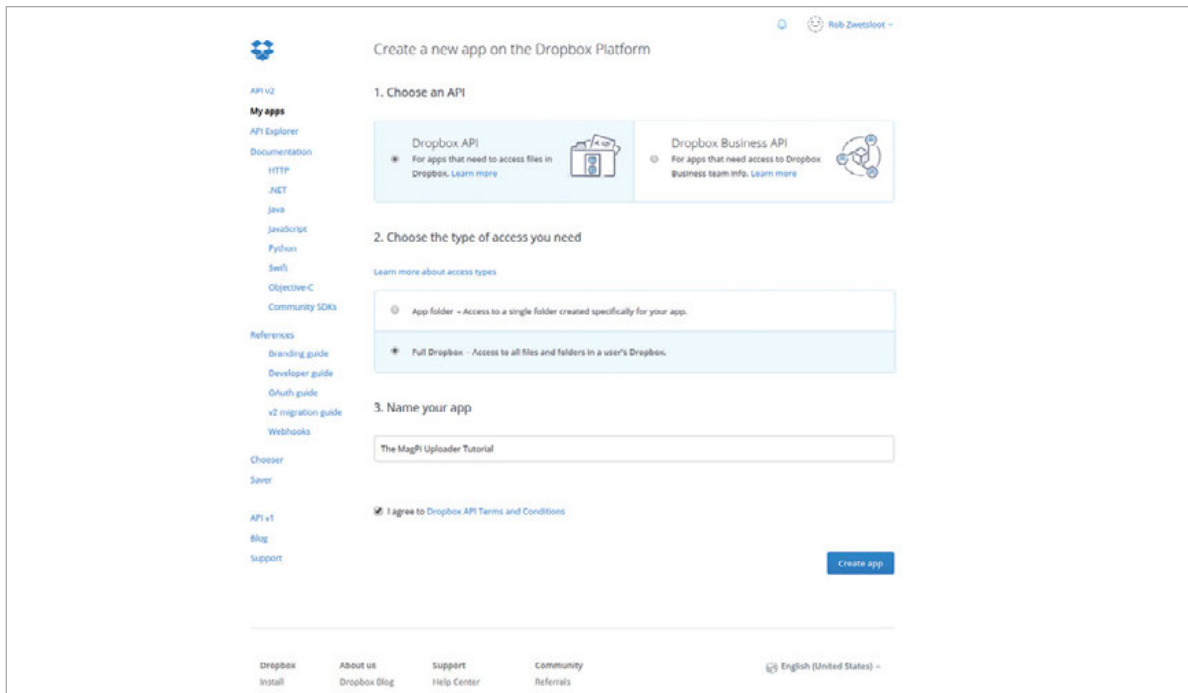 Rob Zwetsloot
Create a new app on the Dropbox Platform
API v2
My apps
API Explorer
Documentation
HTTP
.NET
Java
JavaScript
Python
Swift
Objective-C
Community SDKs
References
Branding guide
Developer guide
OAuth guide
v2 migration guide
Webhooks
Chooser
Saver
API v1
Blog
Support
1. Choose an API
Dropbox API
For apps that need to access files in
Dropbox. Learn more
Dropbox Business API
For apps that need access to Dropbox
Business team info. Learn more
2. Choose the type of access you need
Learn more about access types
App folder – Access to a single folder created specifically for your app.
Full Dropbox – Access to all files and folders in a user's Dropbox.
3. Name your app
The MagPi Uploader Tutorial
I agree to Dropbox API Terms and Conditions
Create app
Dropbox
Install
About us
Dropbox Blog
Support
Help Center
Community
Referrals
English (United States)